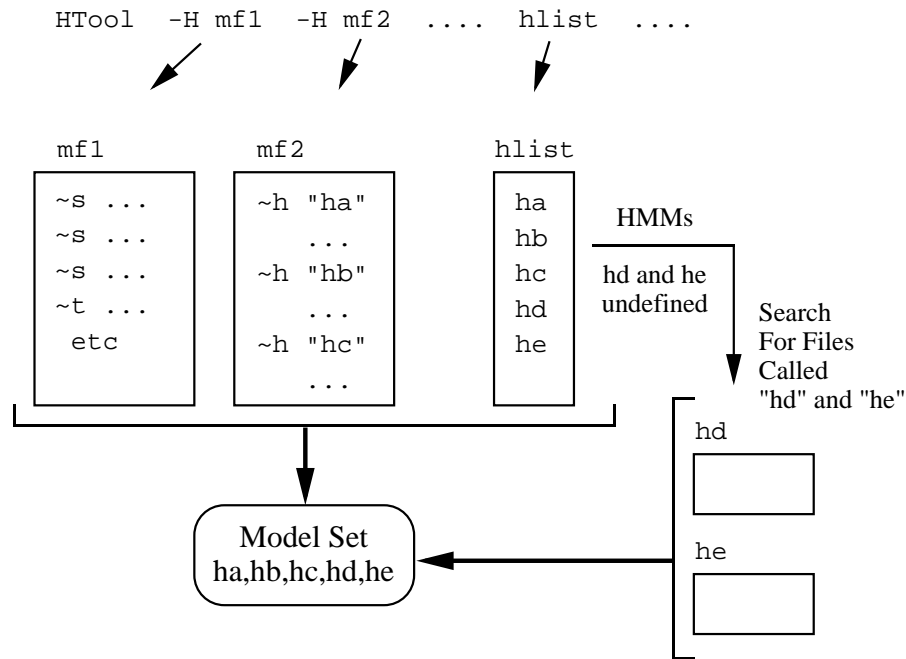 HTool -H mf1 -H mf2 .... hlist ....
mf1
~s ...
~s ...
~s ...
~t ...
etc
mf2
~h "ha"
...
~h "hb"
...
~h "hc"
...
hlist
ha
hb
hc
hd
he
HMMs
hd and he
undefined
Search
For Files
Called
"hd" and "he"
hd
he
Model Set
ha,hb,hc,hd,he